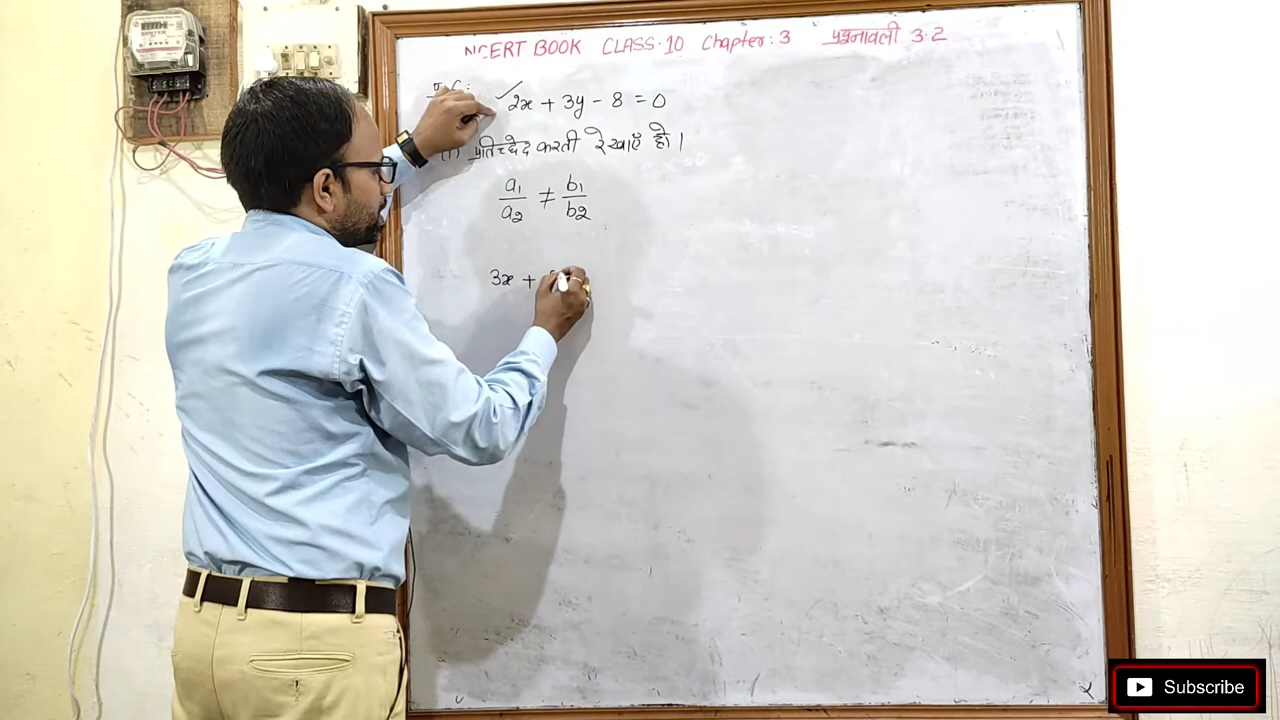 NCERT BOOK CLASS·10 Chapter:3 प्रश्नावली 3·2
2x + 3y - 8 = 0
प्रतिच्छेद करती रेखाएँ हो।
a₁/a₂ ≠ b₁/b₂
3x +
Subscribe